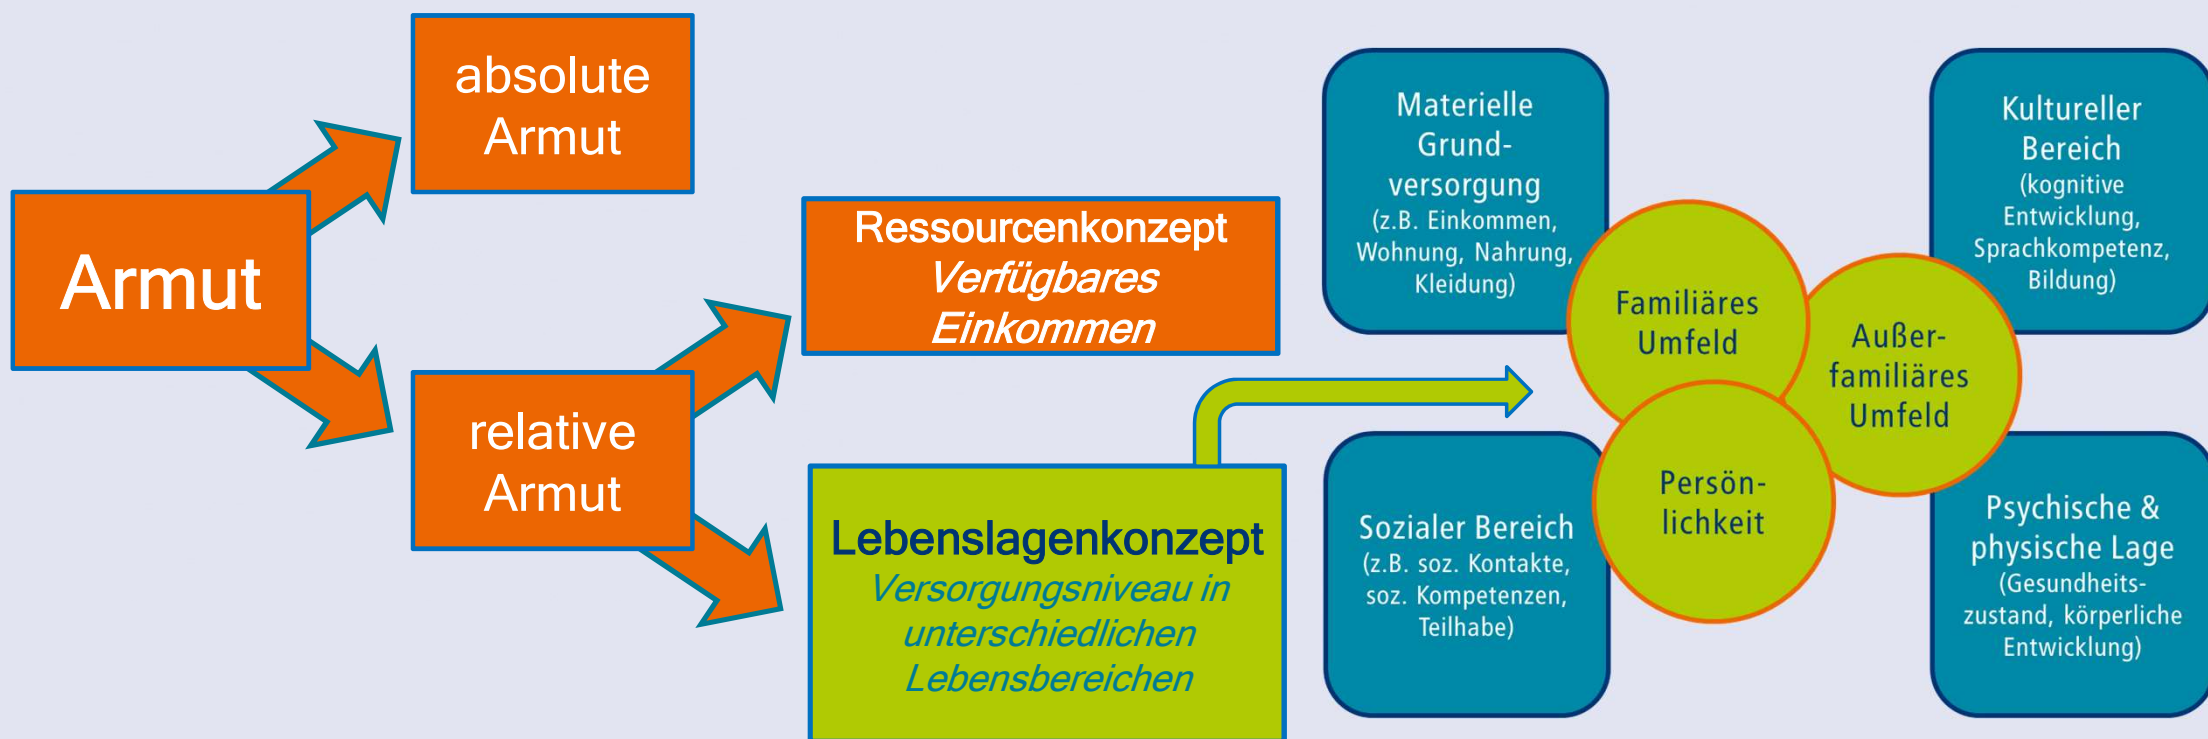 absolute
Armut
Armut
relative
Armut
Ressourcenkonzept
Verfügbares
Einkommen
Lebenslagenkonzept
Versorgungsniveau in
unterschiedlichen
Lebensbereichen
Materielle
Grund-
versorgung
(z.B. Einkommen,
Wohnung, Nahrung,
Kleidung)
Kultureller
Bereich
(kognitive
Entwicklung,
Sprachkompetenz,
Bildung)
Familiäres
Umfeld
Außer-
familiäres
Umfeld
Persön-
lichkeit
Sozialer Bereich
(z.B. soz. Kontakte,
soz. Kompetenzen,
Teilhabe)
Psychische &
physische Lage
(Gesundheits-
zustand, körperliche
Entwicklung)